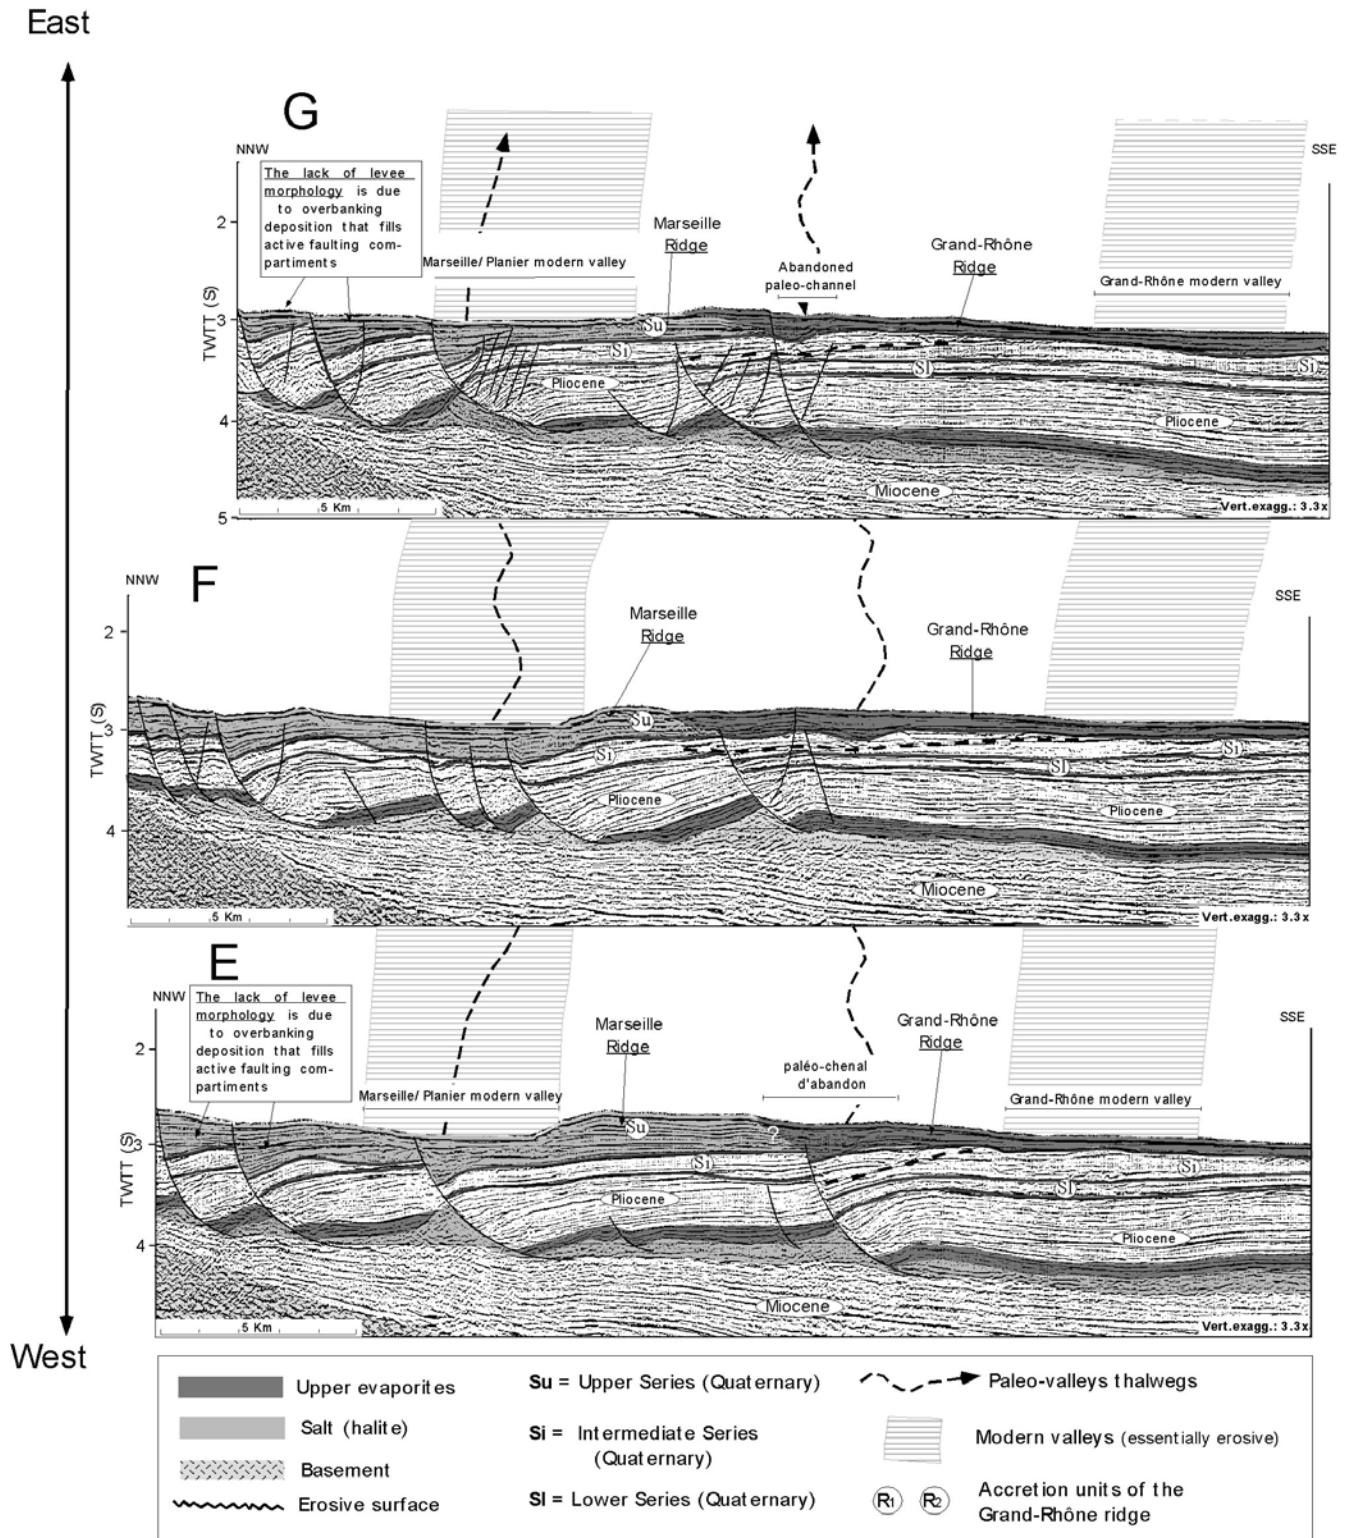 East
G
NNW
SSE
The lack of levee
morphology is due
to overbanking
deposition that fills
active faulting com-
partiments
2
Marseille
Ridge
Grand-Rhône
Ridge
Marseille/ Planier modern valley
Abandoned
paleo-channel
Grand-Rhône modern valley
TWTT (S)
3
Su
Si
Sl
Si
Pliocene
4
Pliocene
Miocene
5 Km
Vert.exagg.: 3.3x
5
F
NNW
SSE
2
Marseille
Ridge
Grand-Rhône
Ridge
TWTT (S)
3
Su
Si
Si
Sl
Pliocene
Pliocene
4
Miocene
5 Km
Vert.exagg.: 3.3x
E
NNW
SSE
The lack of levee
morphology is due
to overbanking
deposition that fills
active faulting com-
partiments
2
Marseille
Ridge
Grand-Rhône
Ridge
paléo-chenal
d'abandon
Marseille/ Planier modern valley
Grand-Rhône modern valley
TWTT (S)
3
Su
?
Si
Si
Sl
Pliocene
Pliocene
4
Miocene
5 Km
Vert.exagg.: 3.3x
West
Upper evaporites
Salt (halite)
Basement
Erosive surface
Su = Upper Series (Quaternary)
Si = Intermediate Series
(Quaternary)
Sl = Lower Series (Quaternary)
Paleo-valleys thalwegs
Modern valleys (essentially erosive)
R1 R2 Accretion units of the
Grand-Rhône ridge